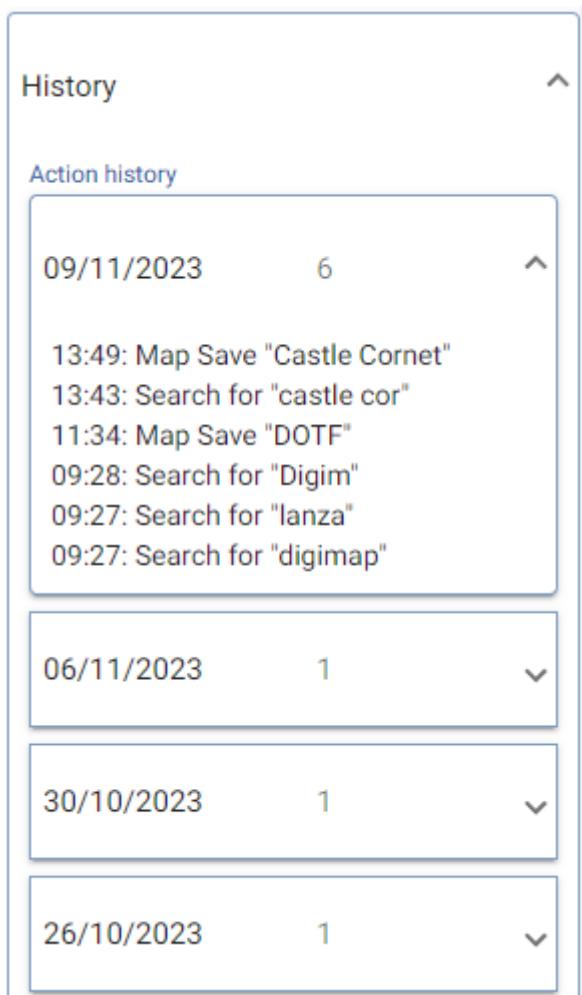 History
Action history
09/11/2023 6
13:49: Map Save "Castle Cornet"
13:43: Search for "castle cor"
11:34: Map Save "DOTF"
09:28: Search for "Digim"
09:27: Search for "lanza"
09:27: Search for "digimap"
06/11/2023 1
30/10/2023 1
26/10/2023 1